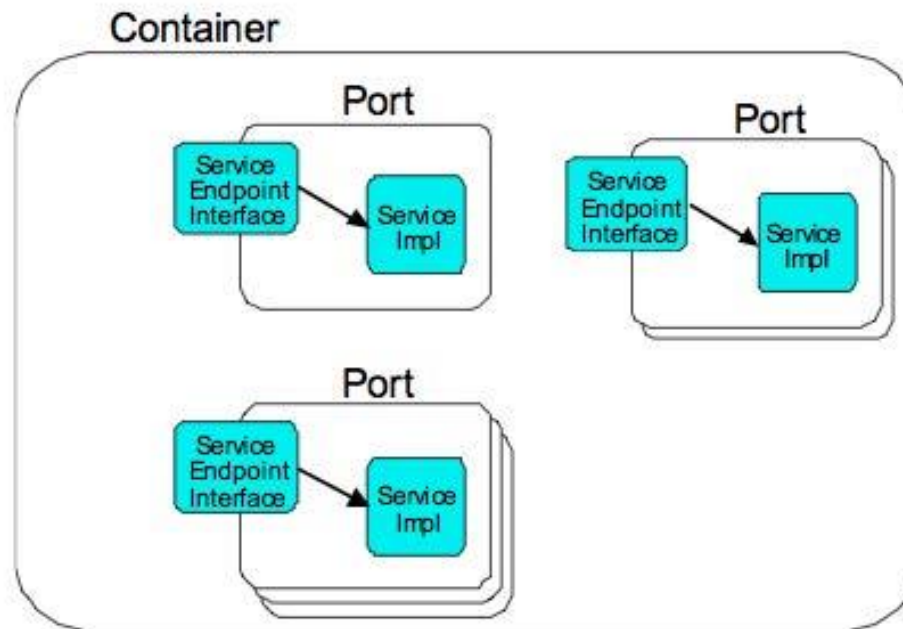 Container
Port
Service
Endpoint
Interface
Service
Impl
Port
Service
Endpoint
Interface
Service
Impl
Port
Service
Endpoint
Interface
Service
Impl